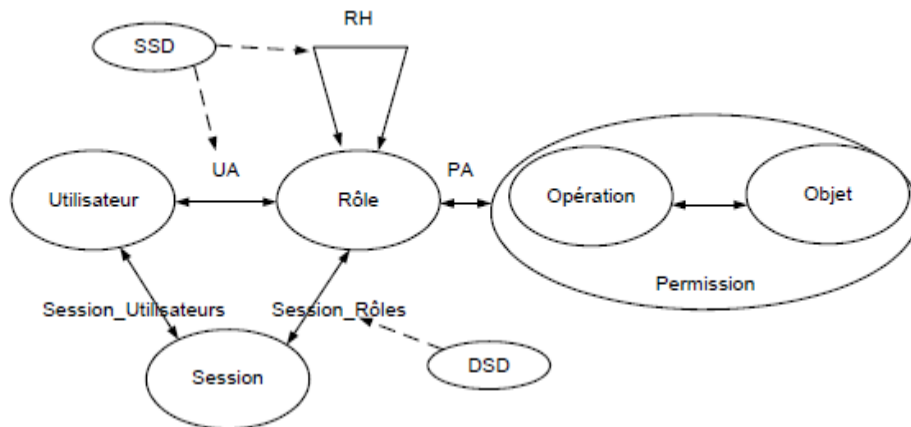 RH
SSD
UA
PA
Utilisateur
Rôle
Opération
Objet
Permission
Session_Utilisateurs
Session_Rôles
Session
DSD